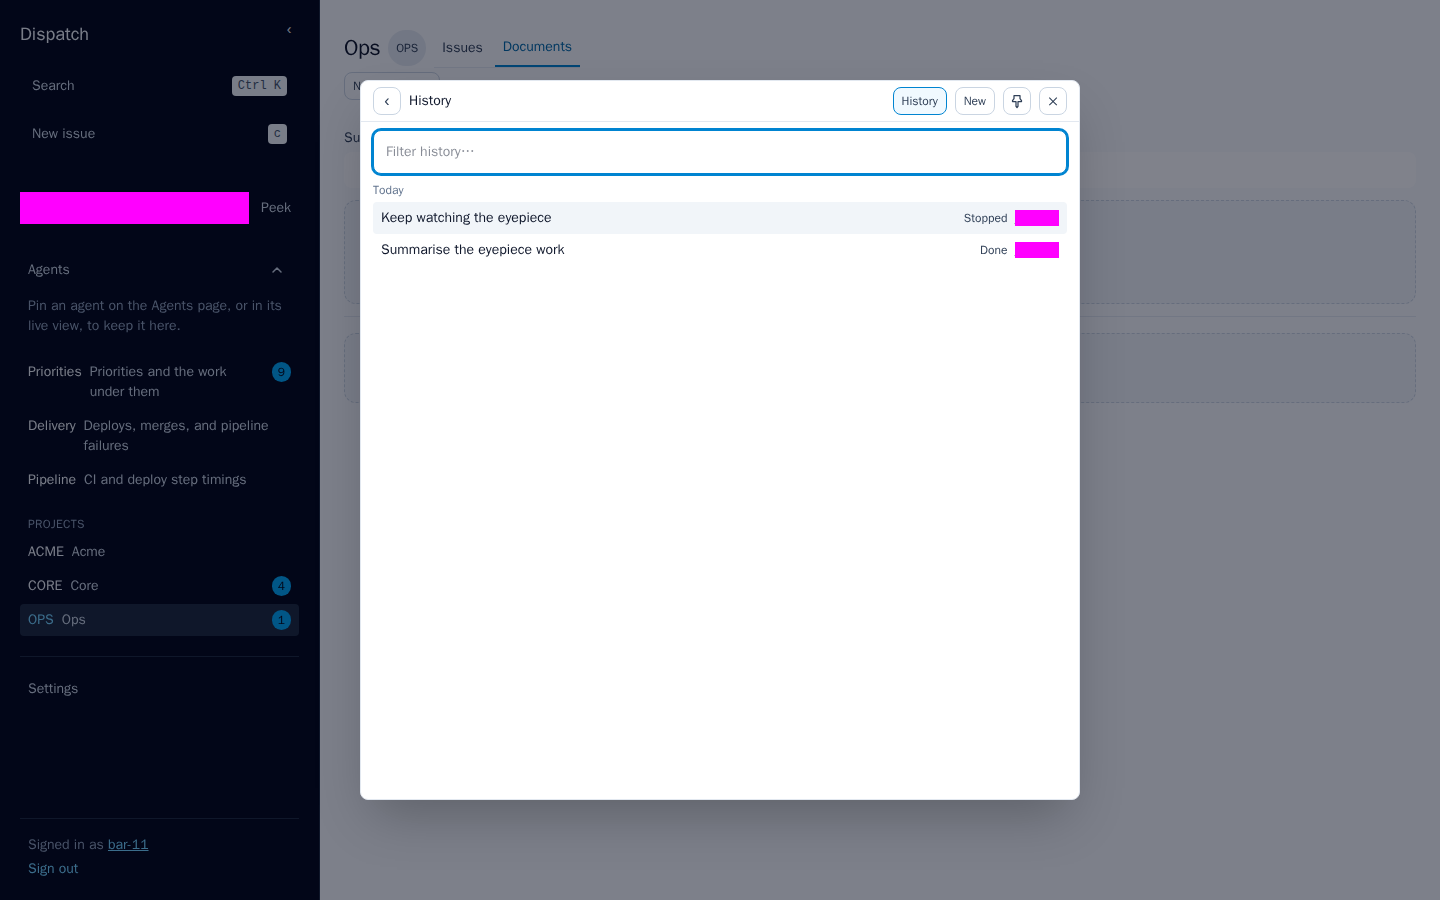 Dispatch
Search
Ctrl K
New issue
C
Peek
Agents
Pin an agent on the Agents page, or in its
live view, to keep it here.
Priorities Priorities and the work
under them
9
Delivery Deploys, merges, and pipeline
failures
Pipeline CI and deploy step timings
PROJECTS
ACME Acme
CORE Core 4
OPS Ops 1
Settings
Signed in as bar-11
Sign out
Ops OPS Issues Documents
History
History
New
Filter history…
Today
Keep watching the eyepiece Stopped
Summarise the eyepiece work Done